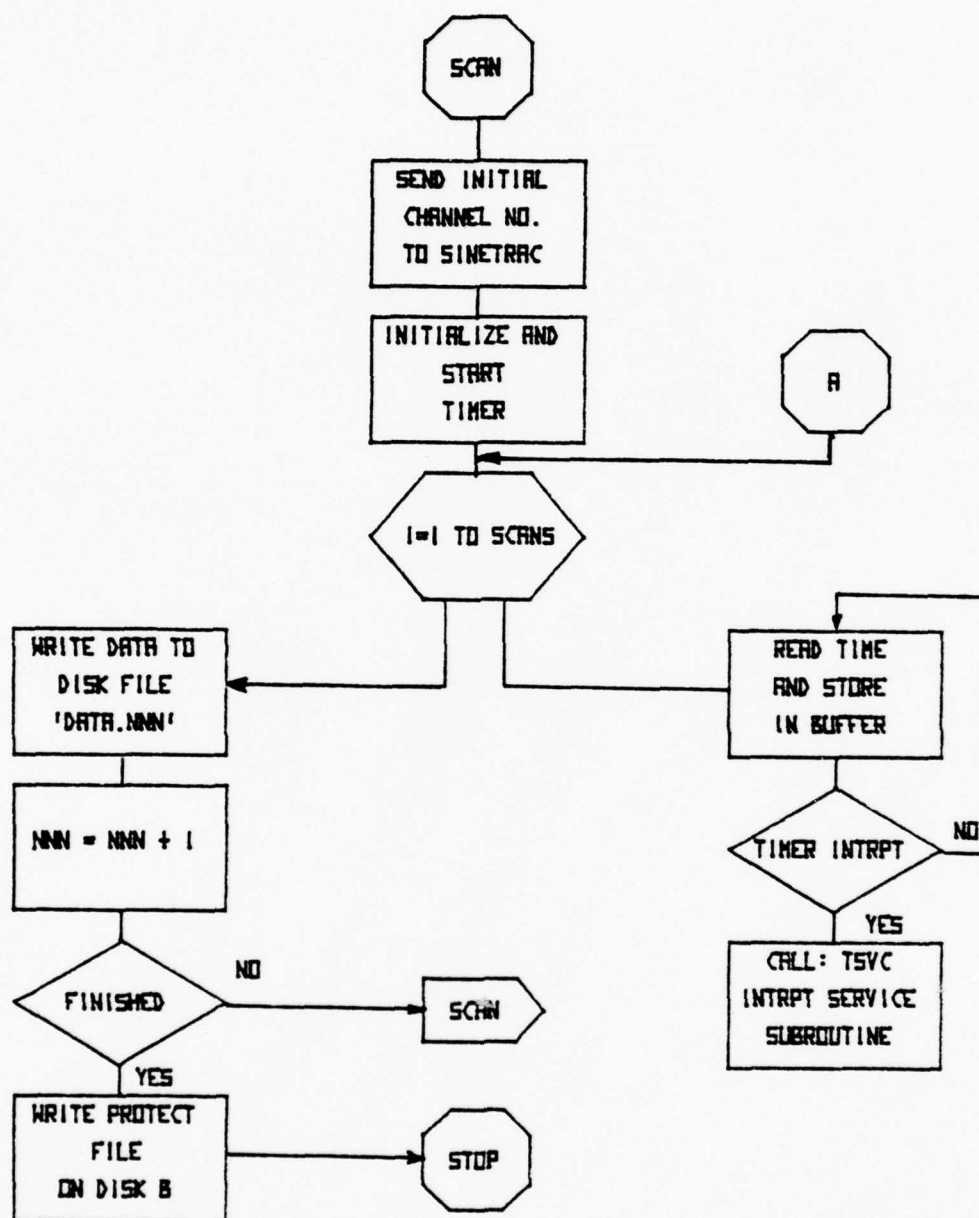 SCAN
SEND INITIAL
CHANNEL NO.
TO SINETRAC
INITIALIZE AND
START
TIMER
A
I=1 TO SCANS
WRITE DATA TO
DISK FILE
'DATA.NNN'
READ TIME
AND STORE
IN BUFFER
NNN = NNN + 1
TIMER INTRPT
NO
YES
CALL: TSVC
INTRPT SERVICE
SUBROUTINE
FINISHED
NO
SCAN
YES
WRITE PROTECT
FILE
ON DISK B
STOP